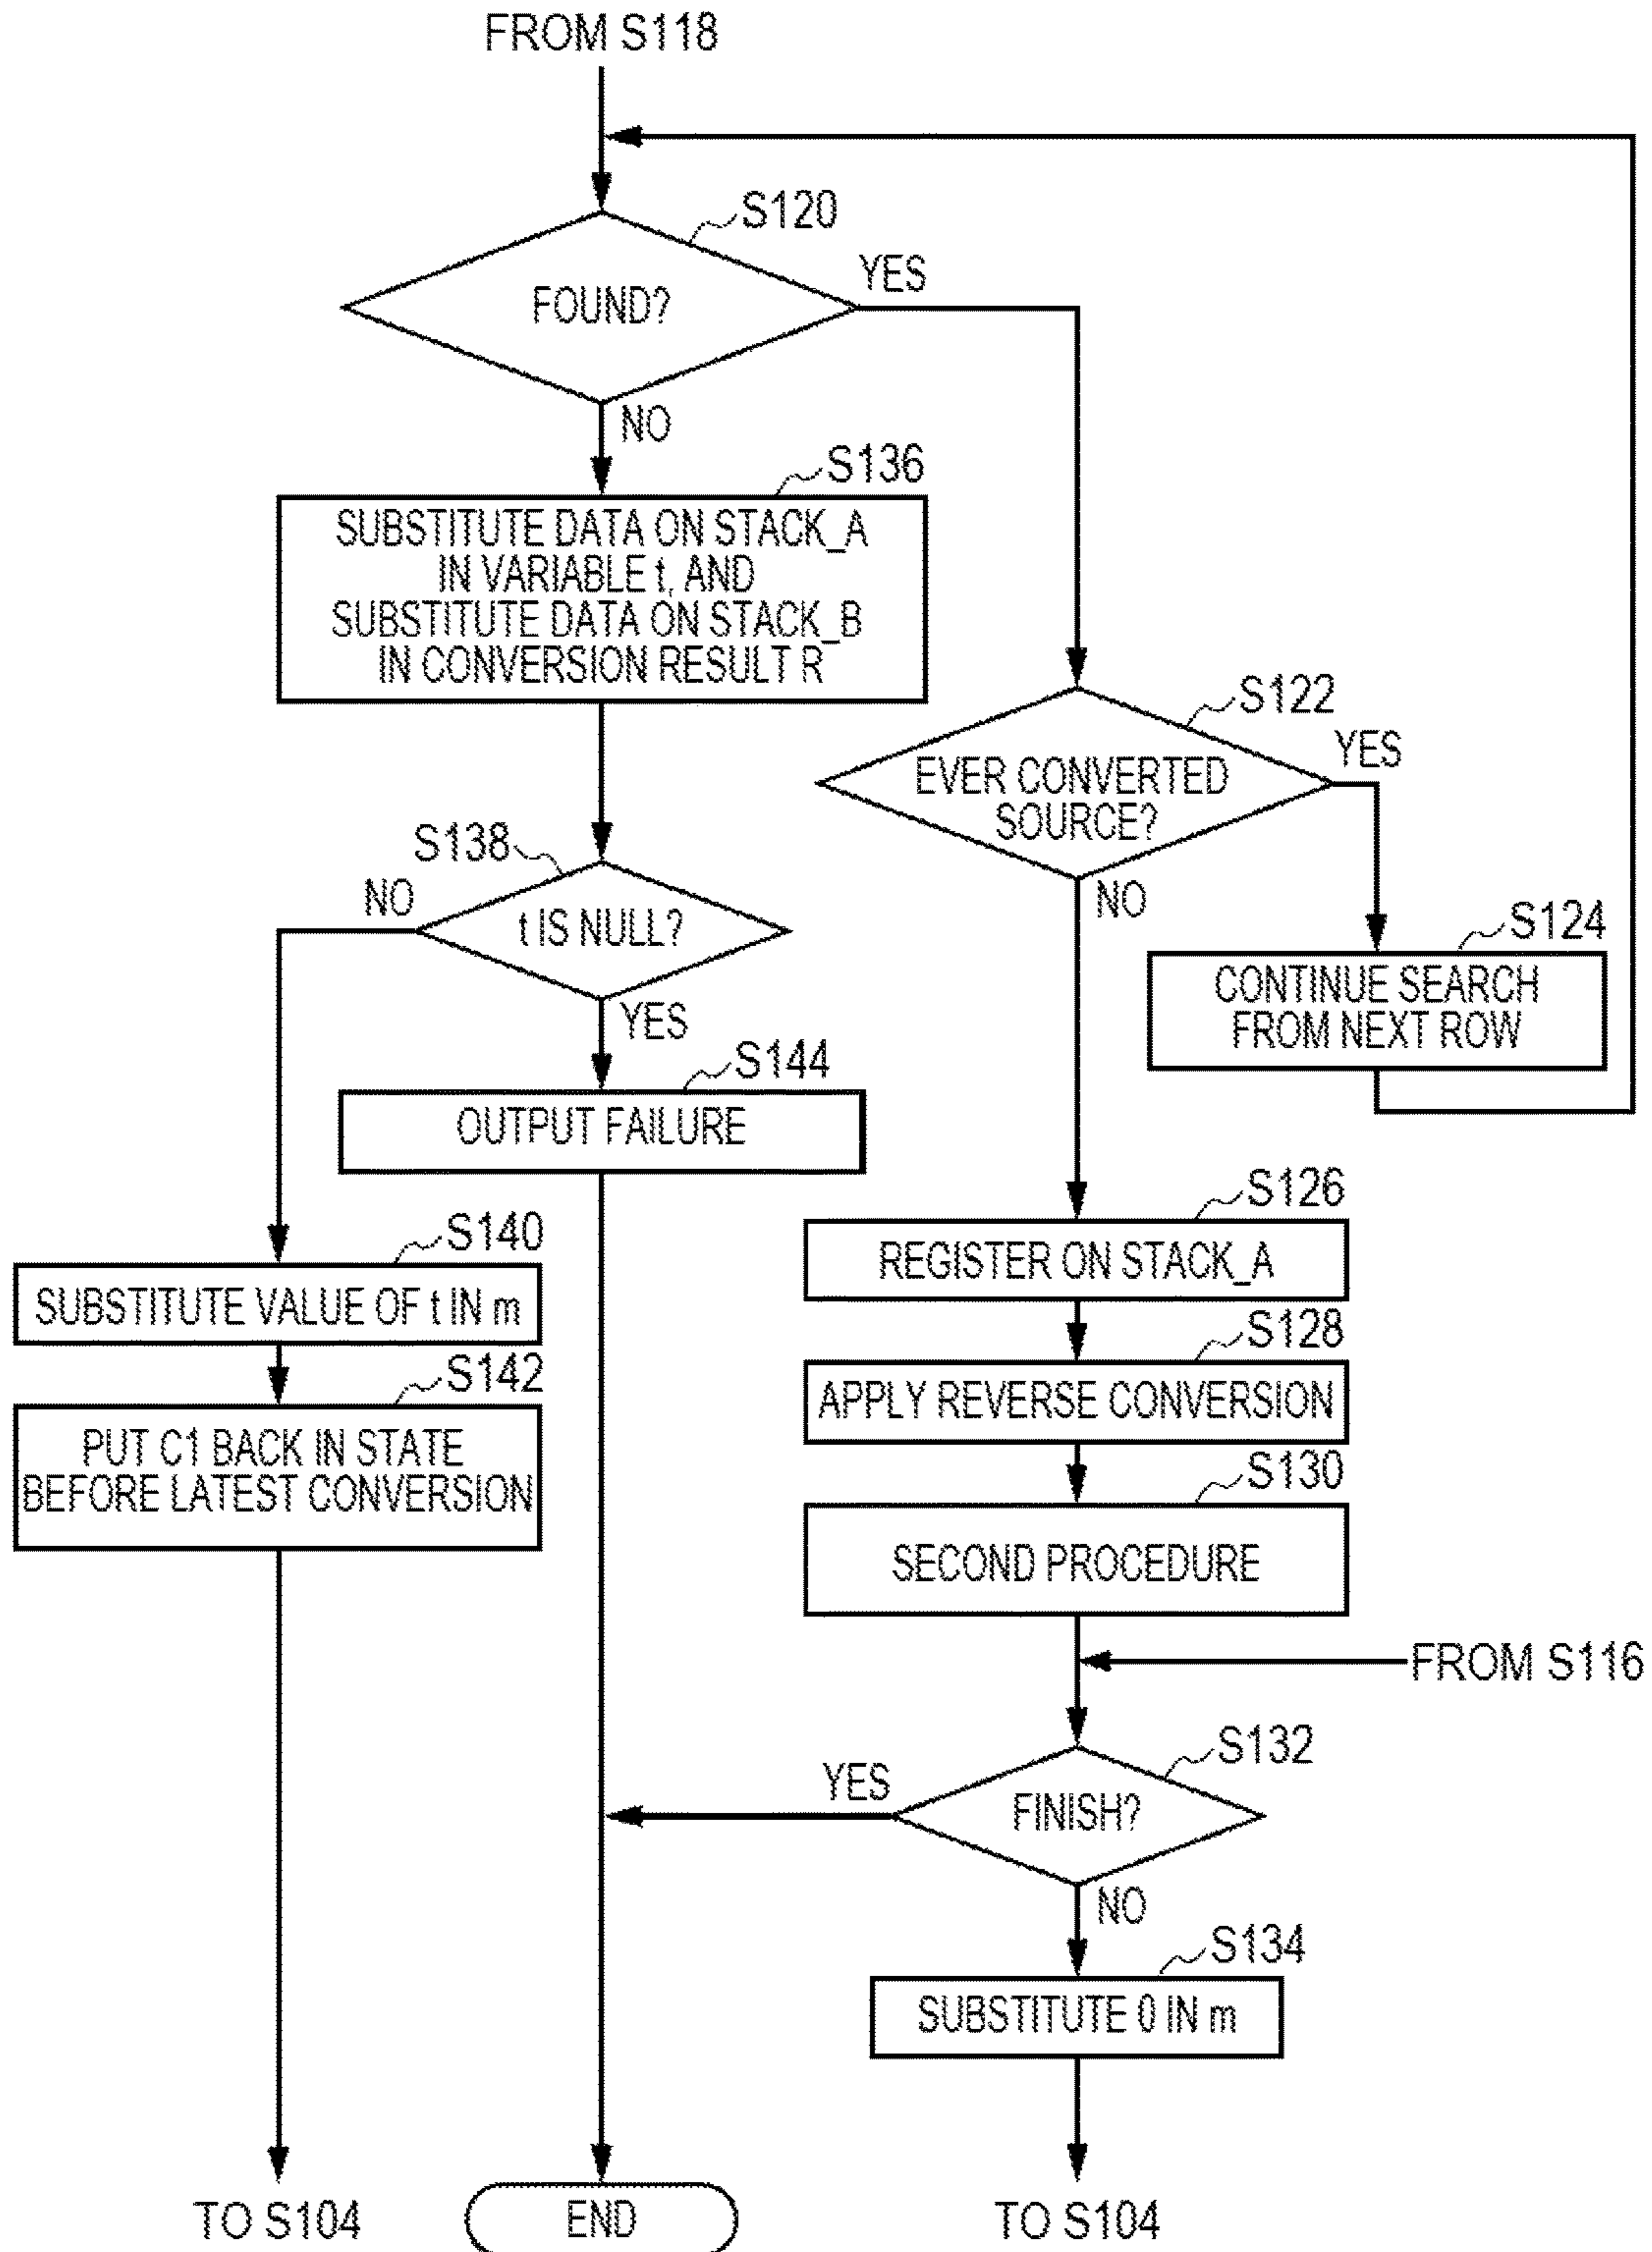 FROM S118
S120
YES
FOUND?
NO
S136
SUBSTITUTE DATA ON STACK_A
IN VARIABLE t, AND
SUBSTITUTE DATA ON STACK_B
IN CONVERSION RESULT R
S122
YES
EVER CONVERTED
SOURCE?
NO
S138
NO
t IS NULL?
YES
S124
CONTINUE SEARCH
FROM NEXT ROW
S144
OUTPUT FAILURE
S126
REGISTER ON STACK_A
S140
SUBSTITUTE VALUE OF t IN m
S128
APPLY REVERSE CONVERSION
S142
PUT C1 BACK IN STATE
BEFORE LATEST CONVERSION
S130
SECOND PROCEDURE
FROM S116
S132
YES
FINISH?
NO
S134
SUBSTITUTE 0 IN m
TO S104
END
TO S104